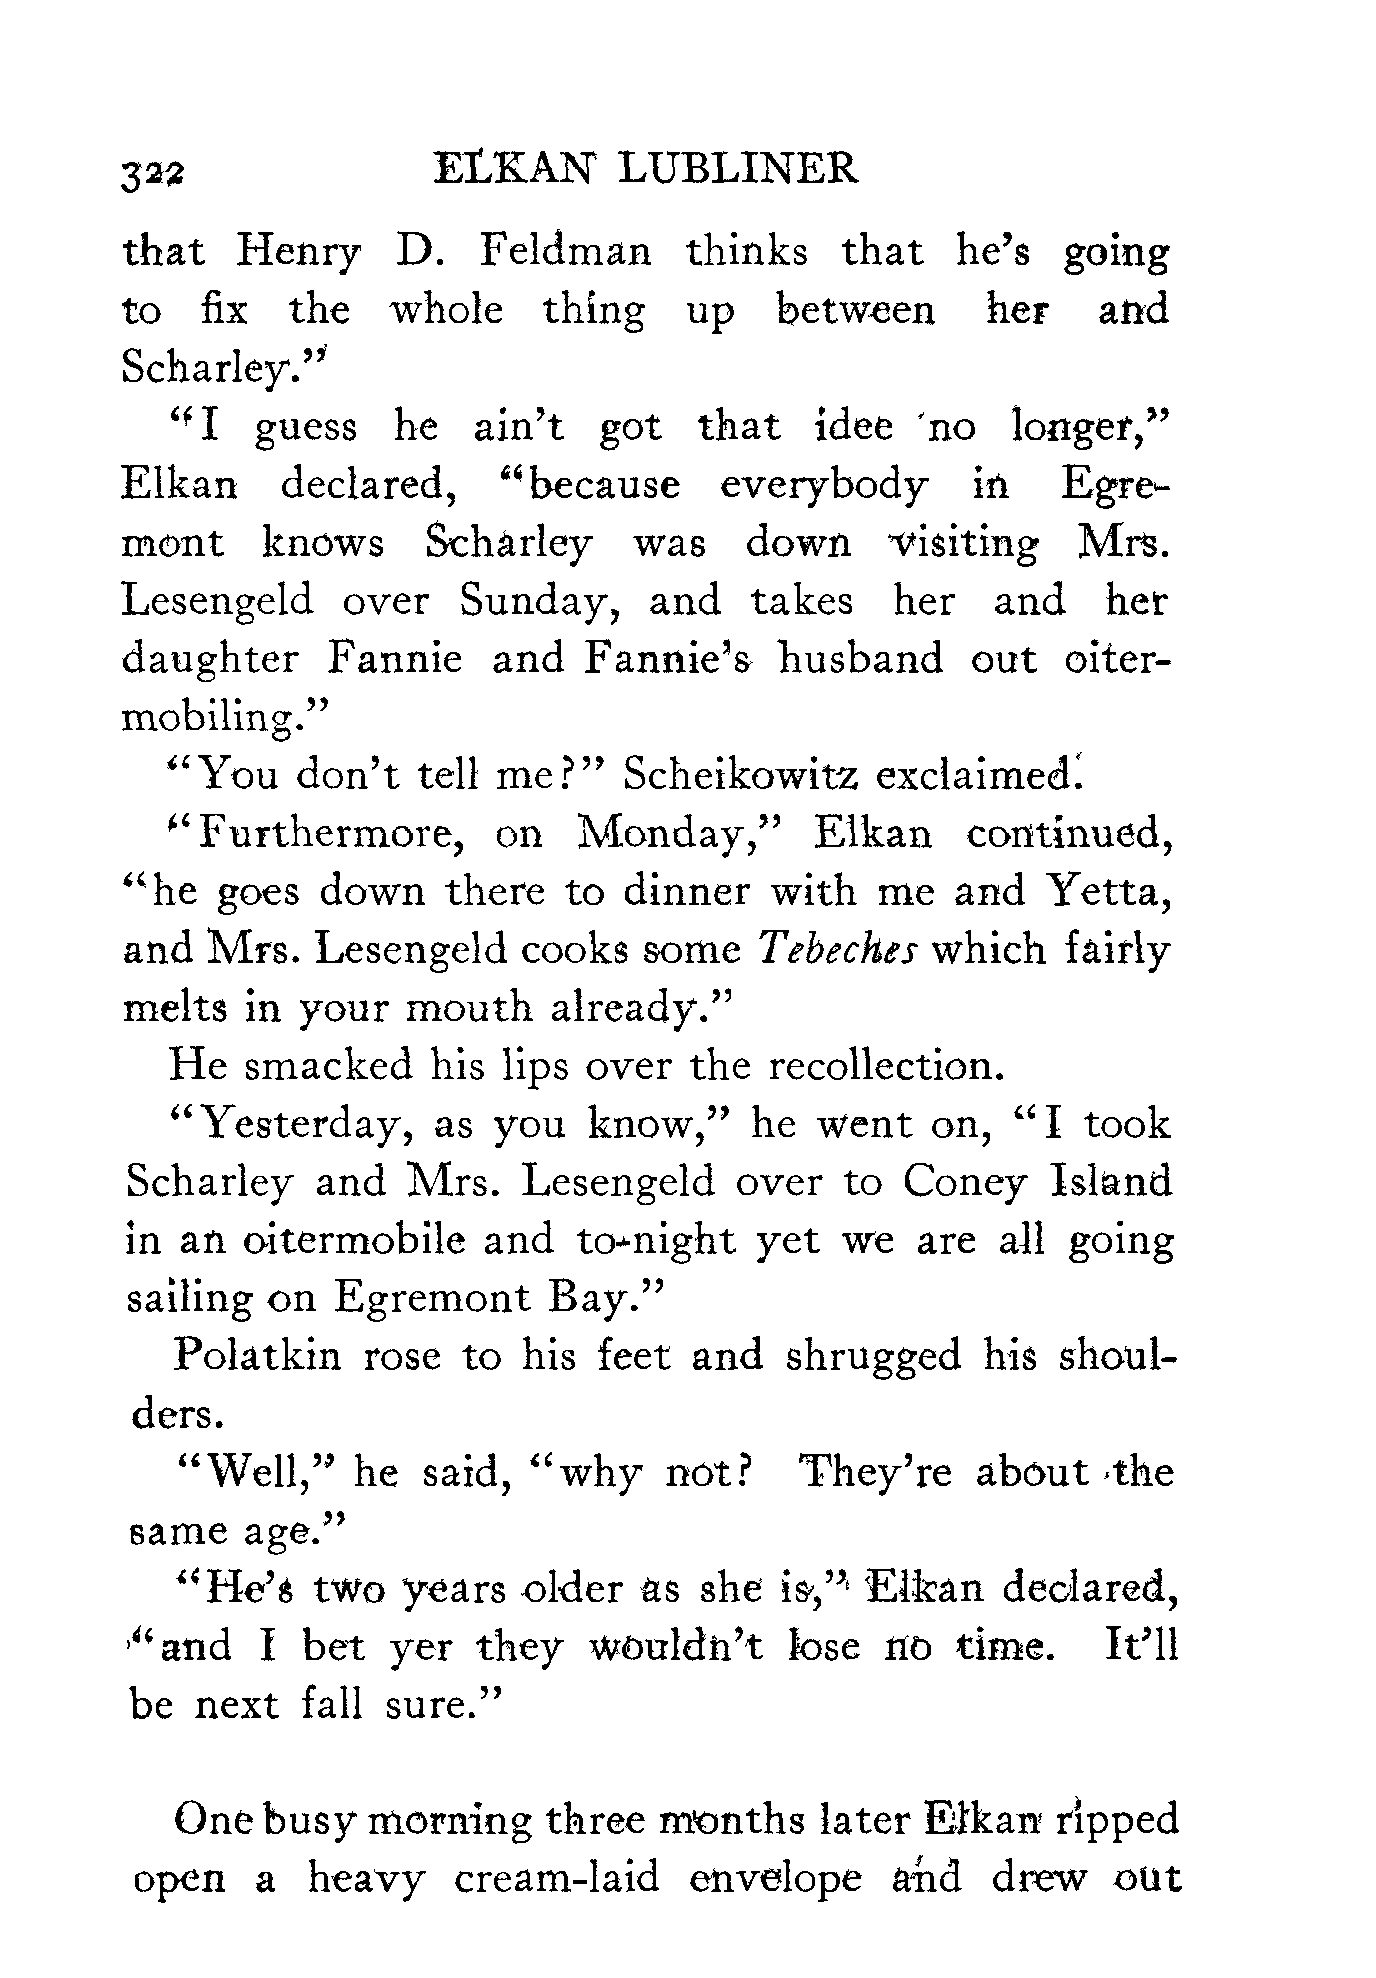 322 ELKAN LUBLINER
that Henry D. Feldman thinks that he's going
to fix the whole thing up between her and
Scharley."
"I guess he ain't got that idee no longer,"
Elkan declared, "because everybody in Egre-
mont knows Scharley was down visiting Mrs.
Lesengeld over Sunday, and takes her and her
daughter Fannie and Fannie's husband out oiter-
mobiling."
"You don't tell me?" Scheikowitz exclaimed.
"Furthermore, on Monday," Elkan continued,
"he goes down there to dinner with me and Yetta,
and Mrs. Lesengeld cooks some Tebeches which fairly
melts in your mouth already."
He smacked his lips over the recollection.
"Yesterday, as you know," he went on, "I took
Scharley and Mrs. Lesengeld over to Coney Island
in an oitermobile and to-night yet we are all going
sailing on Egremont Bay."
Polatkin rose to his feet and shrugged his shoul-
ders.
"Well," he said, "why not? They're about the
same age."
"He's two years older as she is," Elkan declared,
"and I bet yer they wouldn't lose no time. It'll
be next fall sure."
One busy morning three months later Elkan ripped
open a heavy cream-laid envelope and drew out